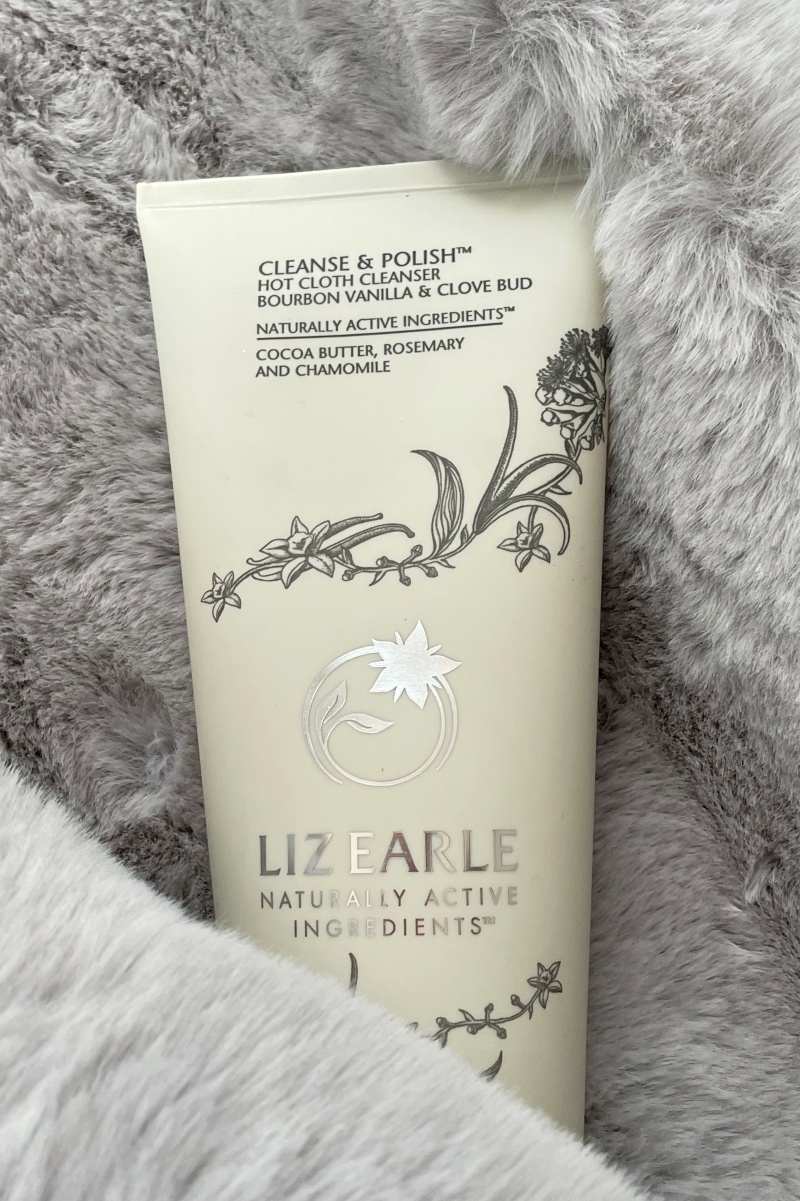 CLEANSE & POLISH™
HOT CLOTH CLEANSER
BOURBON VANILLA & CLOVE BUD
NATURALLY ACTIVE INGREDIENTS™
COCOA BUTTER, ROSEMARY
AND CHAMOMILE
LIZ EARLE
NATURALLY ACTIVE
INGREDIENTS™